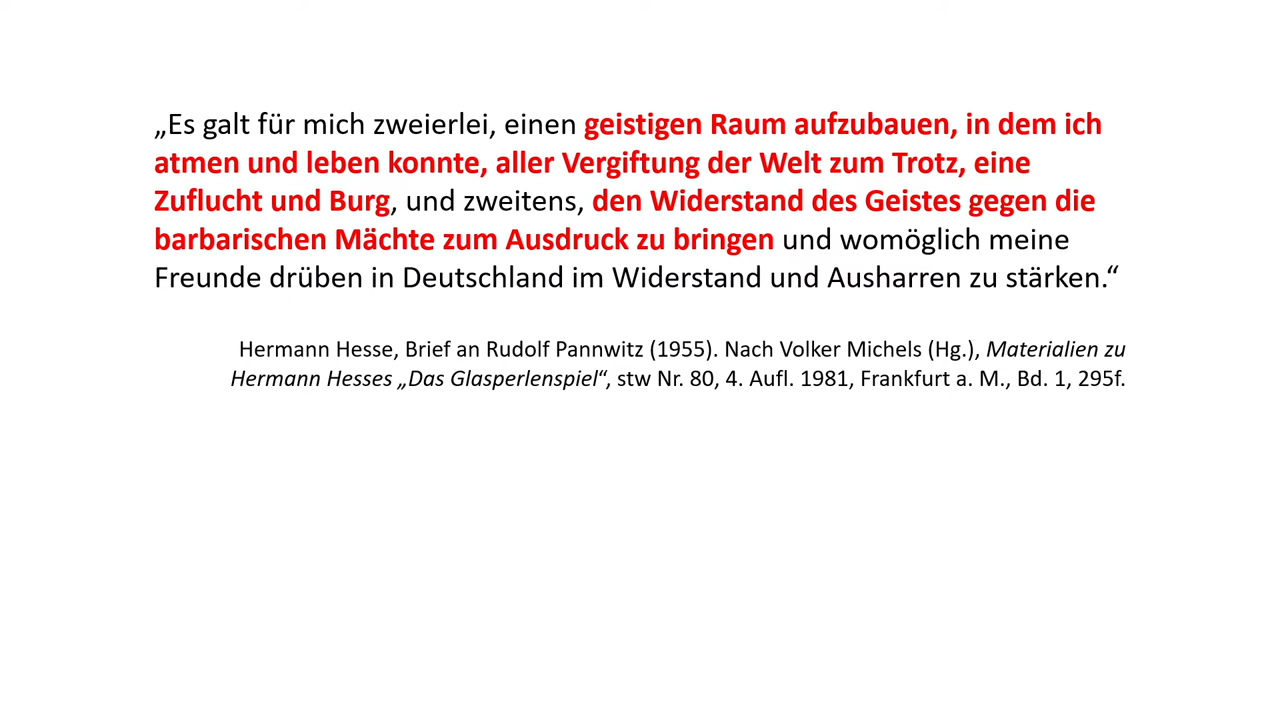 „Es galt für mich zweierlei, einen geistigen Raum aufzubauen, in dem ich
atmen und leben konnte, aller Vergiftung der Welt zum Trotz, eine
Zuflucht und Burg, und zweitens, den Widerstand des Geistes gegen die
barbarischen Mächte zum Ausdruck zu bringen und womöglich meine
Freunde drüben in Deutschland im Widerstand und Ausharren zu stärken.“
Hermann Hesse, Brief an Rudolf Pannwitz (1955). Nach Volker Michels (Hg.), Materialien zu
Hermann Hesses „Das Glasperlenspiel“, stw Nr. 80, 4. Aufl. 1981, Frankfurt a. M., Bd. 1, 295f.